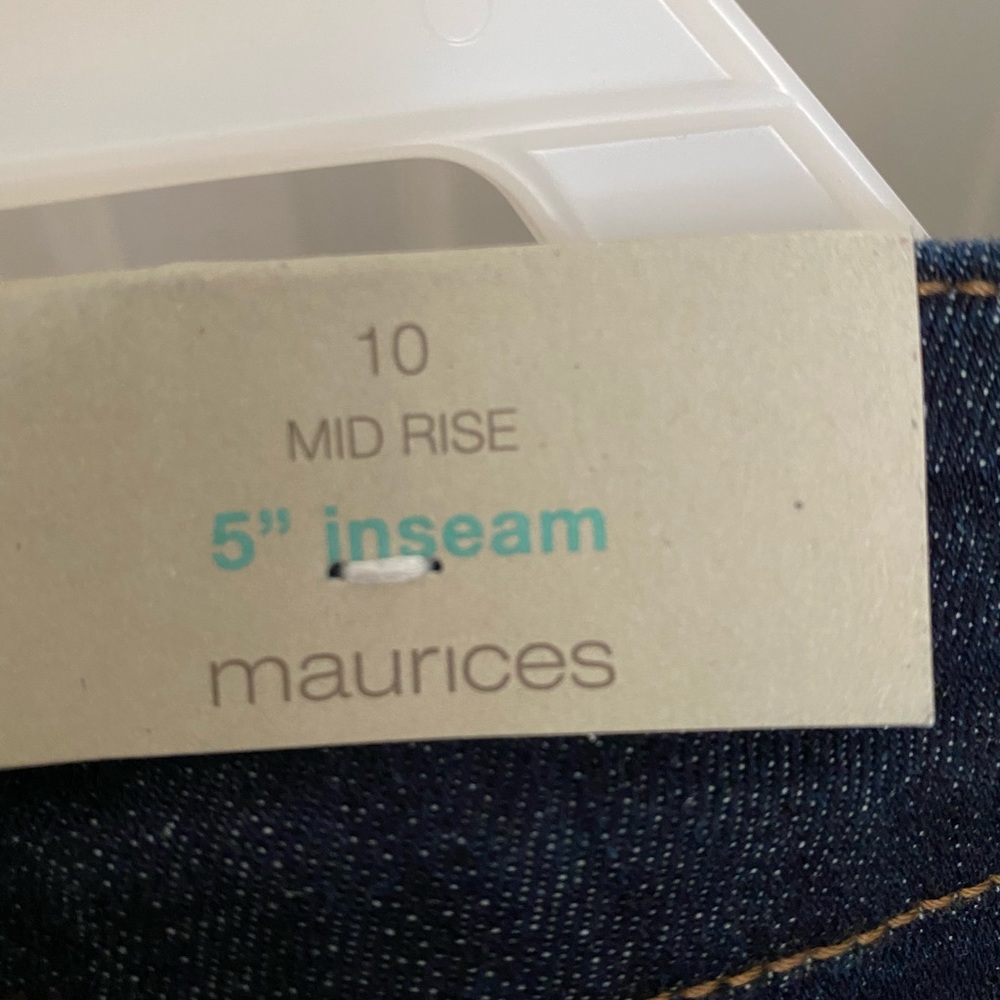 10
MID RISE
5” inseam
maurices